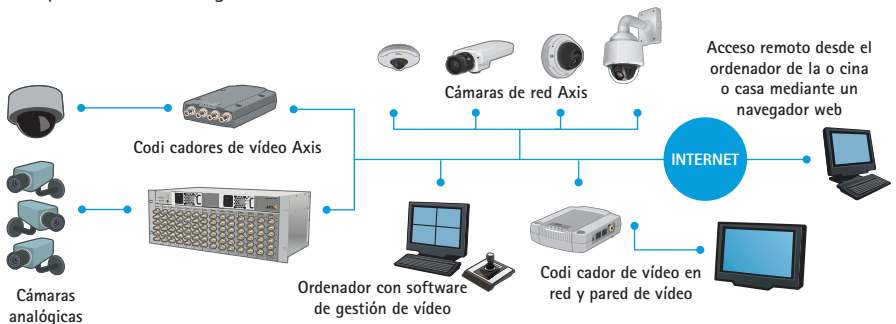 Acceso remoto desde el
ordenador de la o cina
o casa mediante un
navegador web
Cámaras de red Axis
Codi cadores de vídeo Axis
INTERNET
Ordenador con software
de gestión de vídeo
Codi cador de vídeo en
red y pared de vídeo
Cámaras
analógicas